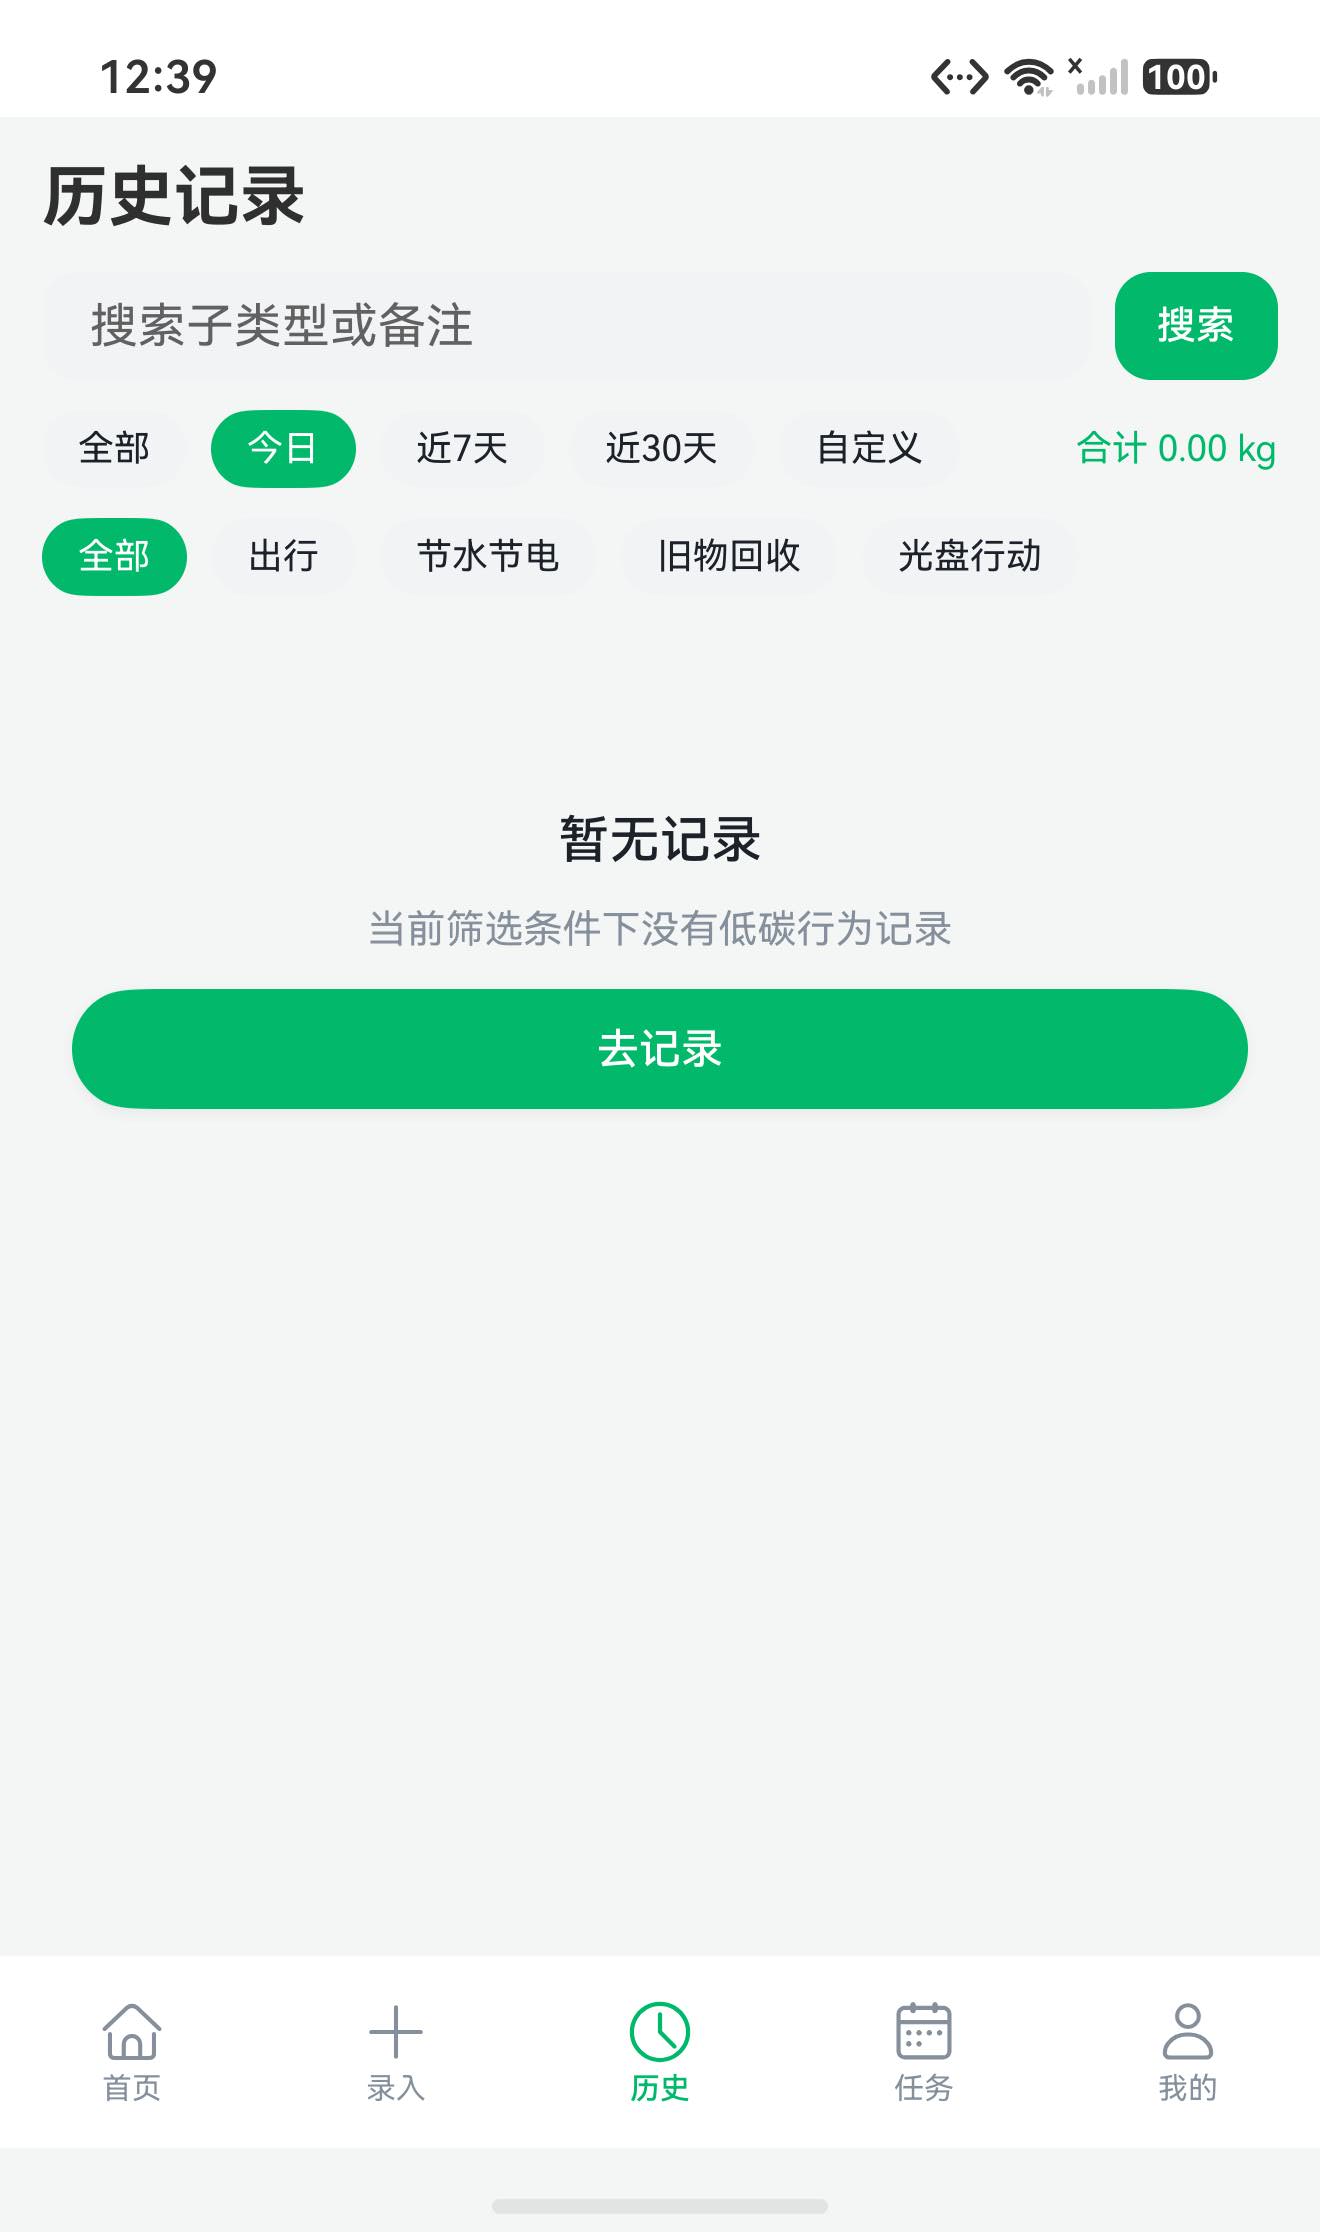 12:39 100
历史记录
搜索子类型或备注 搜索
全部 今日 近7天 近30天 自定义 合计 0.00 kg
全部 出行 节水节电 旧物回收 光盘行动
暂无记录
当前筛选条件下没有低碳行为记录
去记录
首页 录入 历史 任务 我的